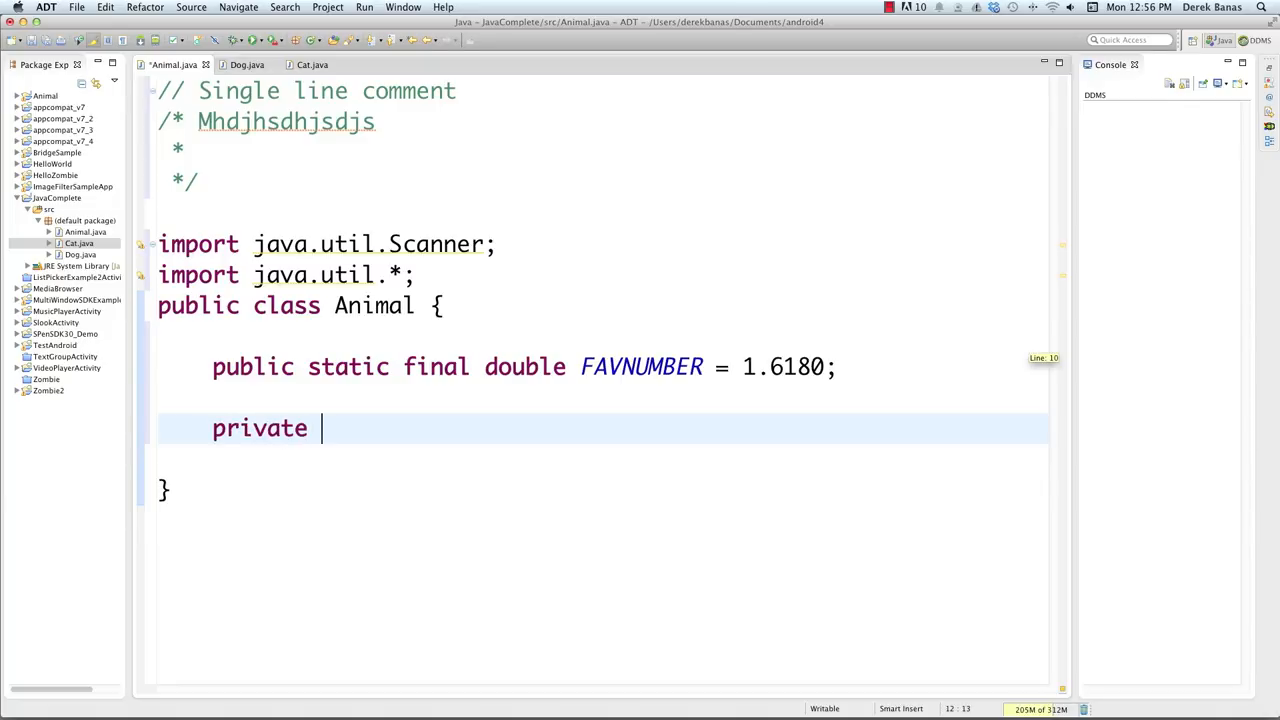 ADT File Edit Refactor Source Navigate Search Project Run Window Help 10 Mon 12:56 PM Derek Banas
Java – JavaComplete/src/Animal.java – ADT – /Users/derekbanas/Documents/android4
Quick Access Java DDMS
Package Exp
Animal
appcompat_v7
appcompat_v7_2
appcompat_v7_3
appcompat_v7_4
BridgeSample
HelloWorld
HelloZombie
ImageFilterSampleApp
JavaComplete
src
(default package)
Animal.java
Cat.java
Dog.java
JRE System Library [Ja
ListPickerExample2Activi
MediaBrowser
MultiWindowSDKExample
MusicPlayerActivity
SlookActivity
SPenSDK30_Demo
TestAndroid
TextGroupActivity
VideoPlayerActivity
Zombie
Zombie2
*Animal.java Dog.java Cat.java
// Single line comment
/* Mhdjhsdhjsdjs
*
*/
import java.util.Scanner;
import java.util.*;
public class Animal {
public static final double FAVNUMBER = 1.6180;
private
}
Line: 10
Console
DDMS
Writable Smart Insert 12 : 13 205M of 312M